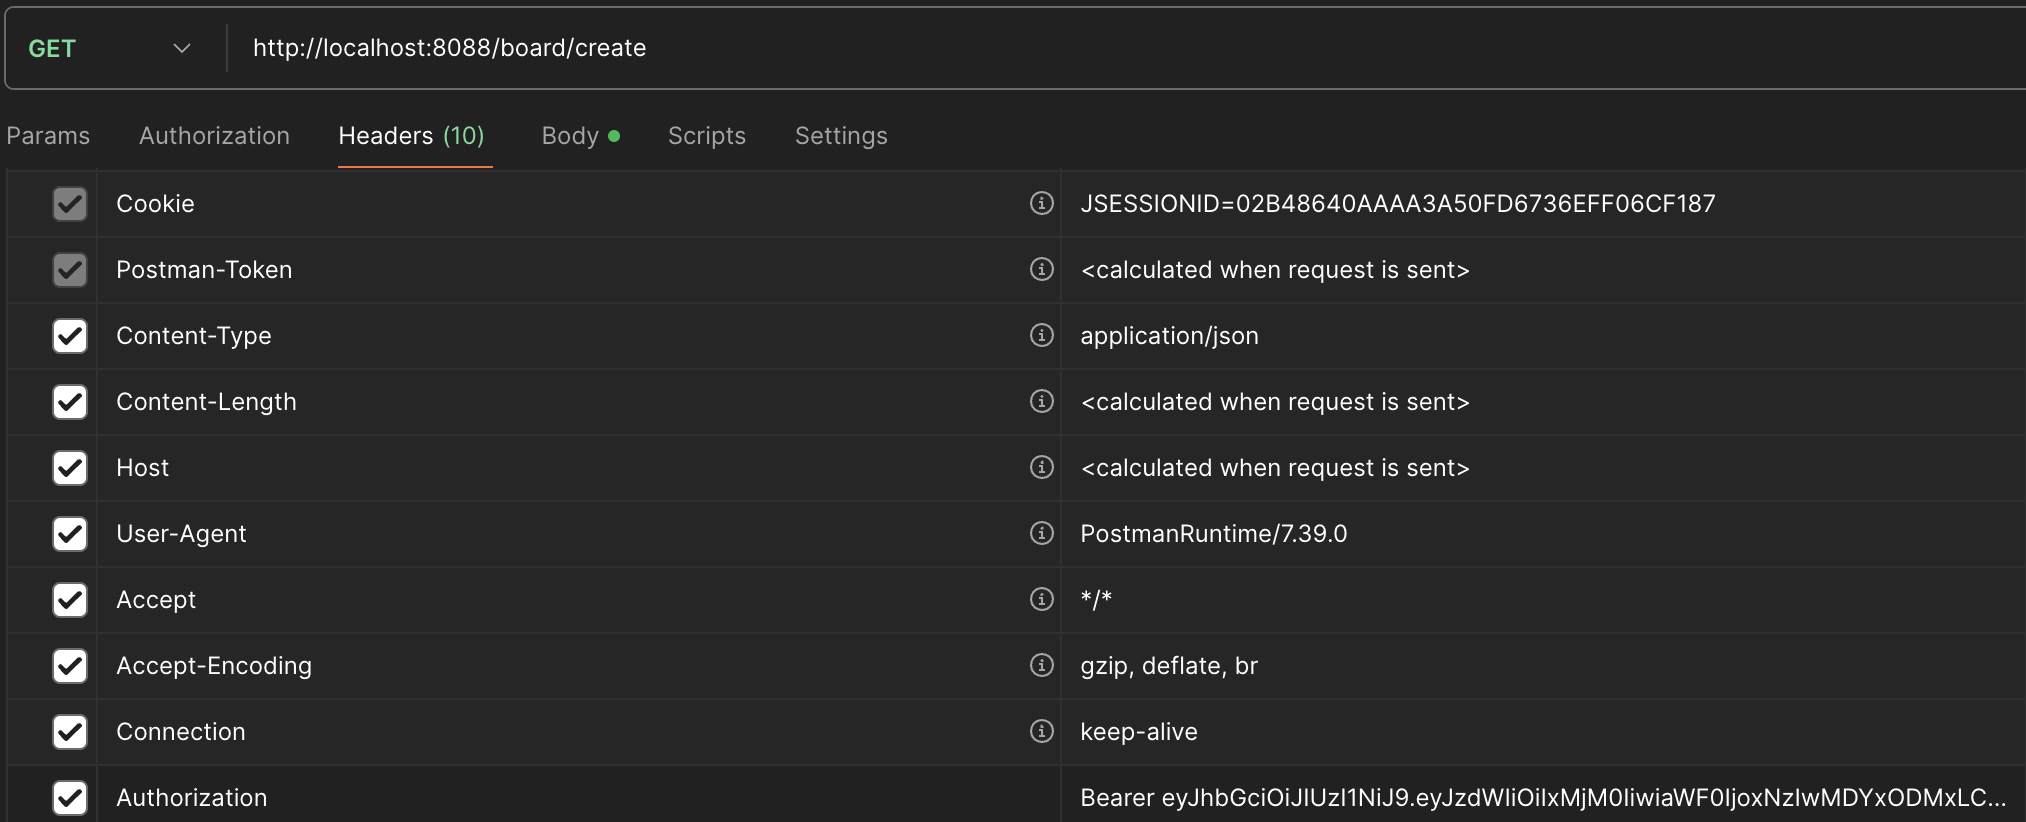 GET http://localhost:8088/board/create
Params Authorization Headers (10) Body Scripts Settings
Cookie JSESSIONID=02B48640AAAA3A50FD6736EFF06CF187
Postman-Token <calculated when request is sent>
Content-Type application/json
Content-Length <calculated when request is sent>
Host <calculated when request is sent>
User-Agent PostmanRuntime/7.39.0
Accept */*
Accept-Encoding gzip, deflate, br
Connection keep-alive
Authorization Bearer eyJhbGciOiJIUzI1NiJ9.eyJzdWIiOiIxMjM0IiwiaWF0IjoxNzIwMDYxODMxLC...